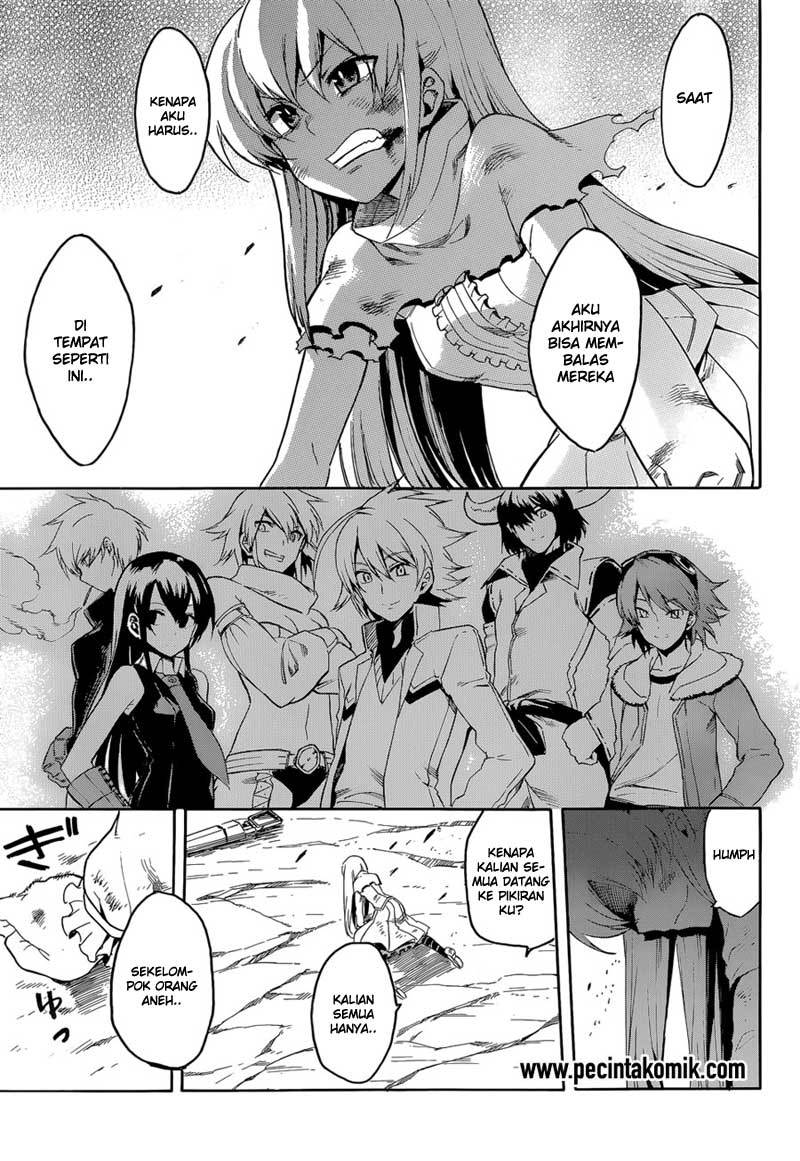 SAAT
AKU
AKHIRNYA
BISA MEM-
BALAS
MEREKA
KENAPA
AKU
HARUS..
DI
TEMPAT
SEPERTI
INI..
HUMPH
KENAPA
KALIAN SE-
MUA DATANG
KE PIKIRAN
KU?
KALIAN
SEMUA
HANYA..
ギ
SEKELOM-
POK ORANG
ANEH..
ゆっ
www.pecintakomik.com